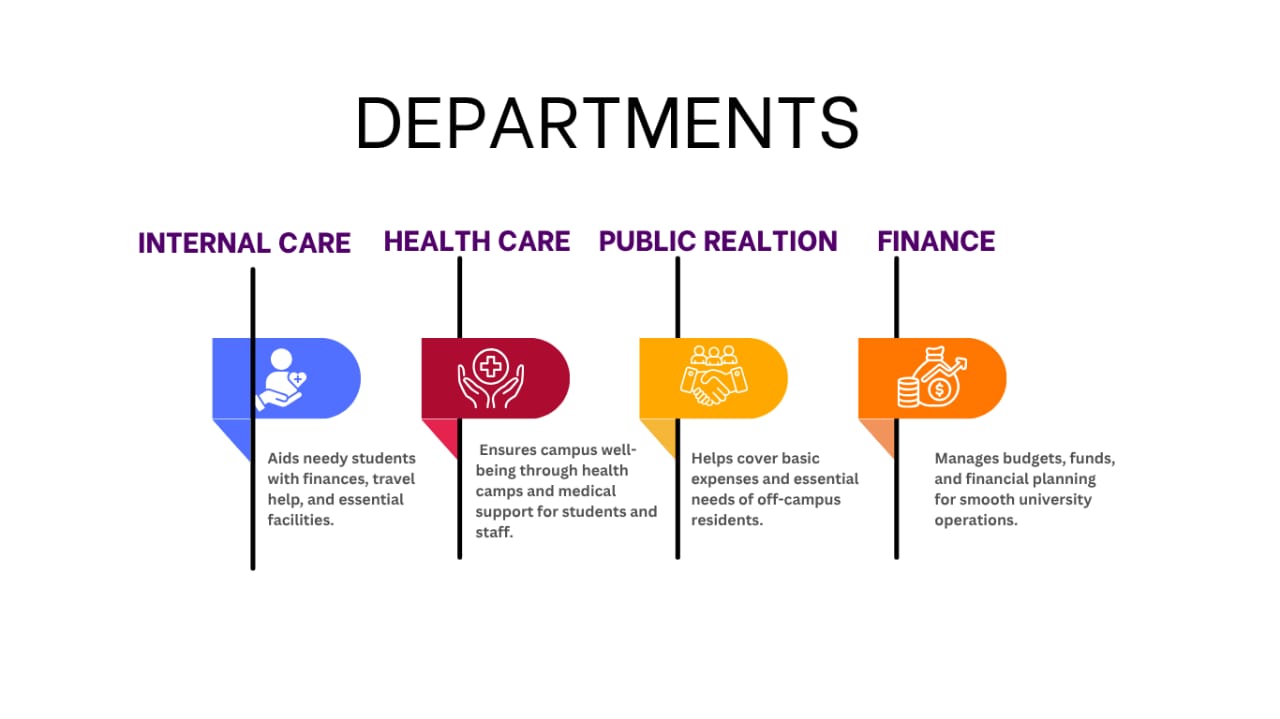 DEPARTMENTS
INTERNAL CARE
HEALTH CARE
PUBLIC REALTION
FINANCE
Aids needy students
with finances, travel
help, and essential
facilities.
Ensures campus well-
being through health
camps and medical
support for students and
staff.
Helps cover basic
expenses and essential
needs of off-campus
residents.
Manages budgets, funds,
and financial planning
for smooth university
operations.
$